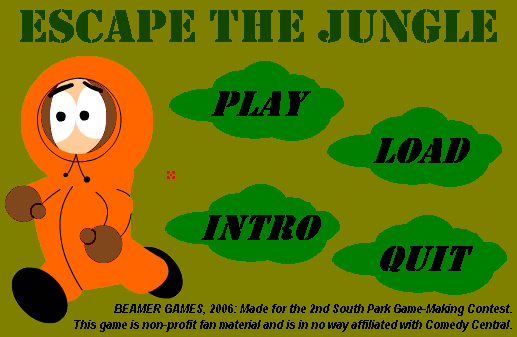 ESCAPE THE JUNGLE
PLAY
LOAD
INTRO
QUIT
BEAMER GAMES, 2006: Made for the 2nd South Park Game-Making Contest.
This game is non-profit fan material and is in no way affiliated with Comedy Central.